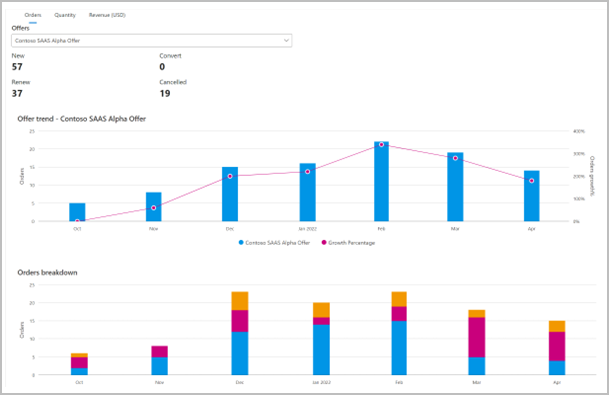 Orders Quantity Revenue (USD)
Offers
Contoso SAAS Alpha Offer
New Convert
57 0
Renew Cancelled
37 19
Offer trend - Contoso SAAS Alpha Offer
25 400%
20 300%
15
200%
10
100%
5
0 0%
Orders
Orders growth%
Oct Nov Dec Jan 2022 Feb Mar Apr
Contoso SAAS Alpha Offer Growth Percentage
Orders breakdown
25
20
15
10
5
0
Orders
Oct Nov Dec Jan 2022 Feb Mar Apr